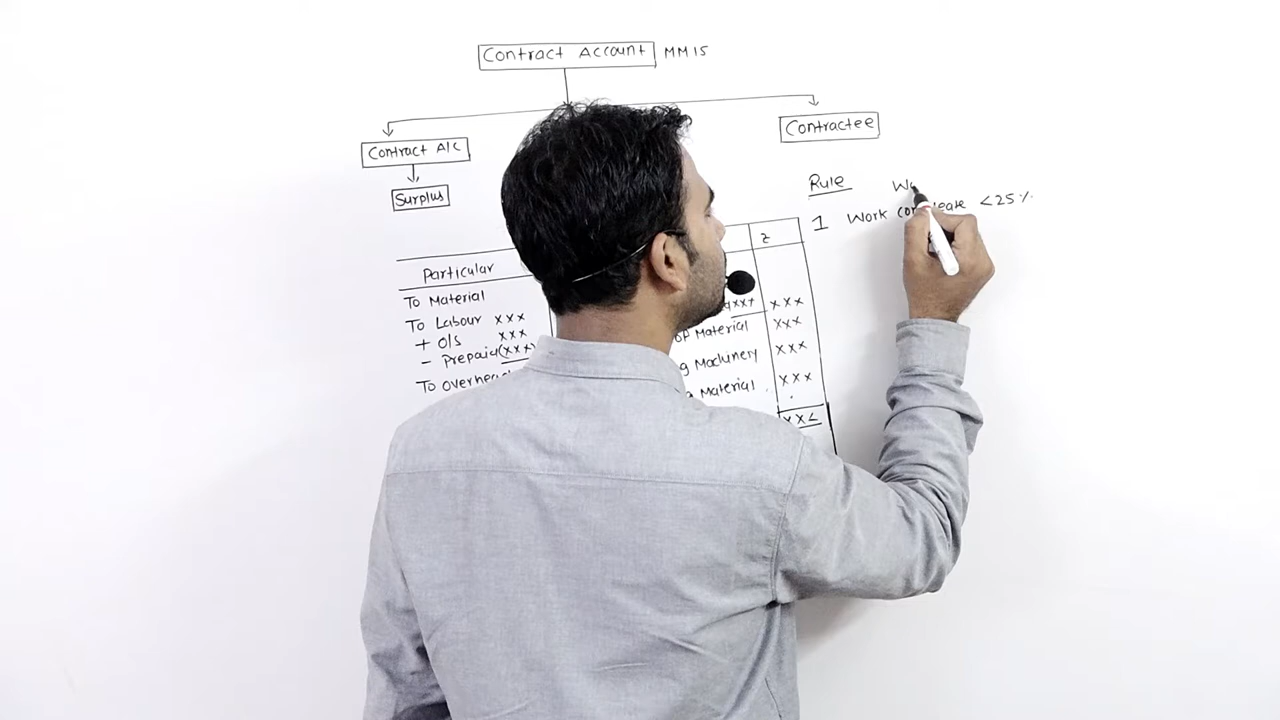 Contract Account MM15
Contract A/C
Contractee
Surplus
Rule
1 Work <25%
Particular
To Material
To Labour xxx
+ O/S xxx
- Prepaid (xxx)
xxx
xxx
of Material xxx
Machinery xxx
Material xxx